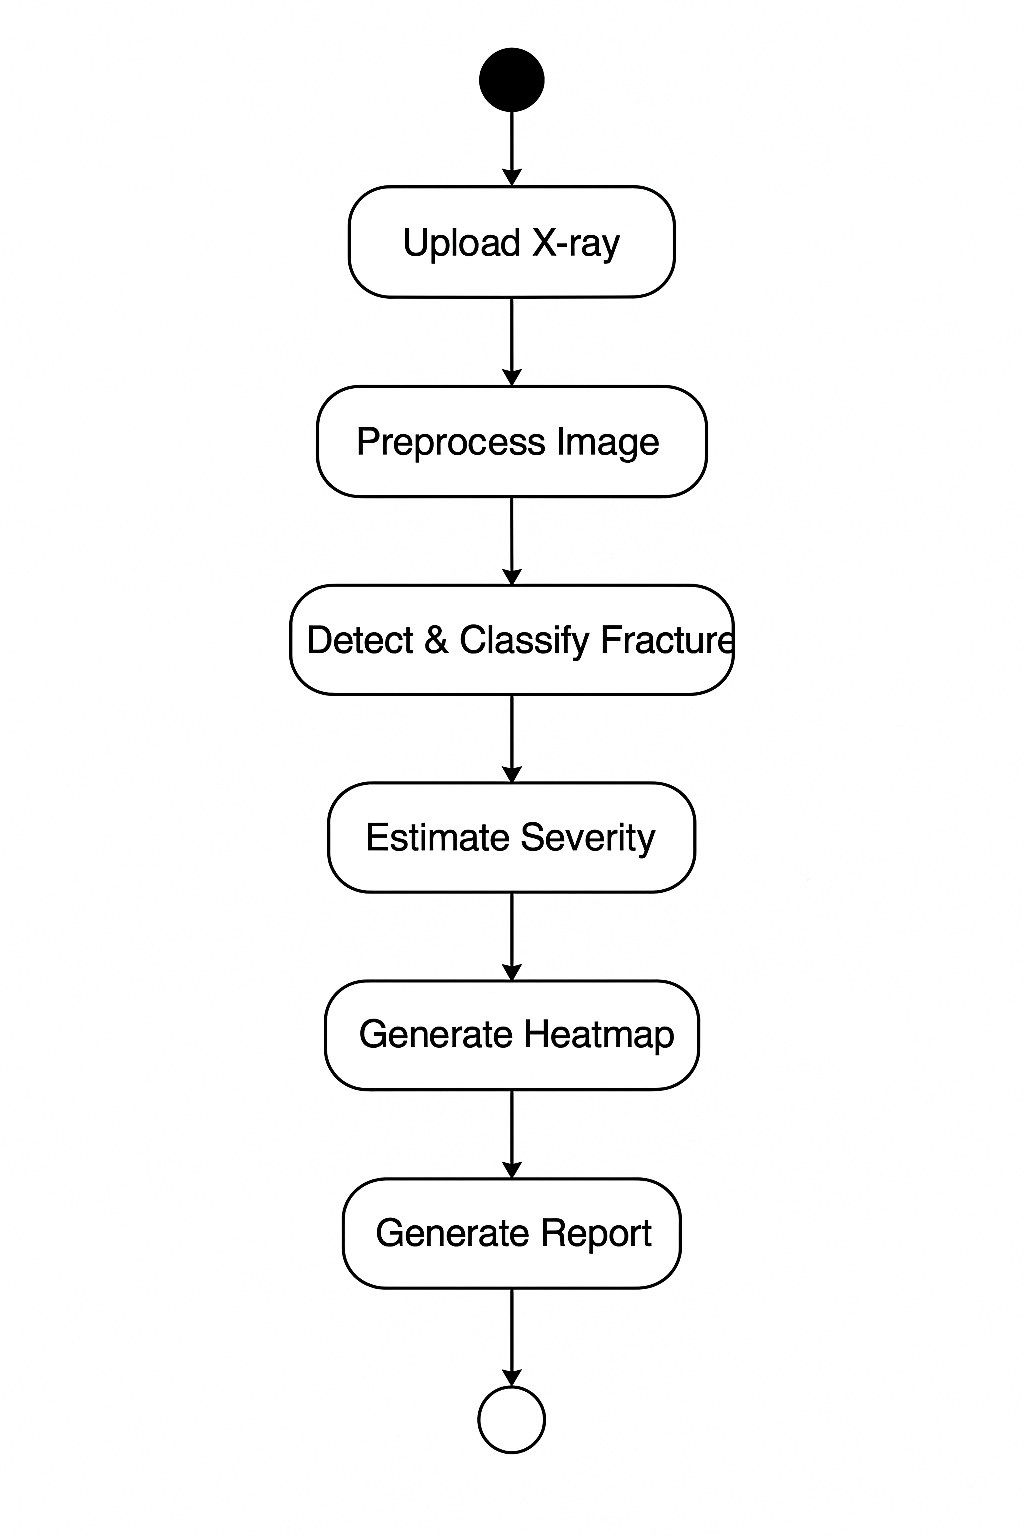 Upload X-ray
Preprocess Image
Detect & Classify Fracture
Estimate Severity
Generate Heatmap
Generate Report